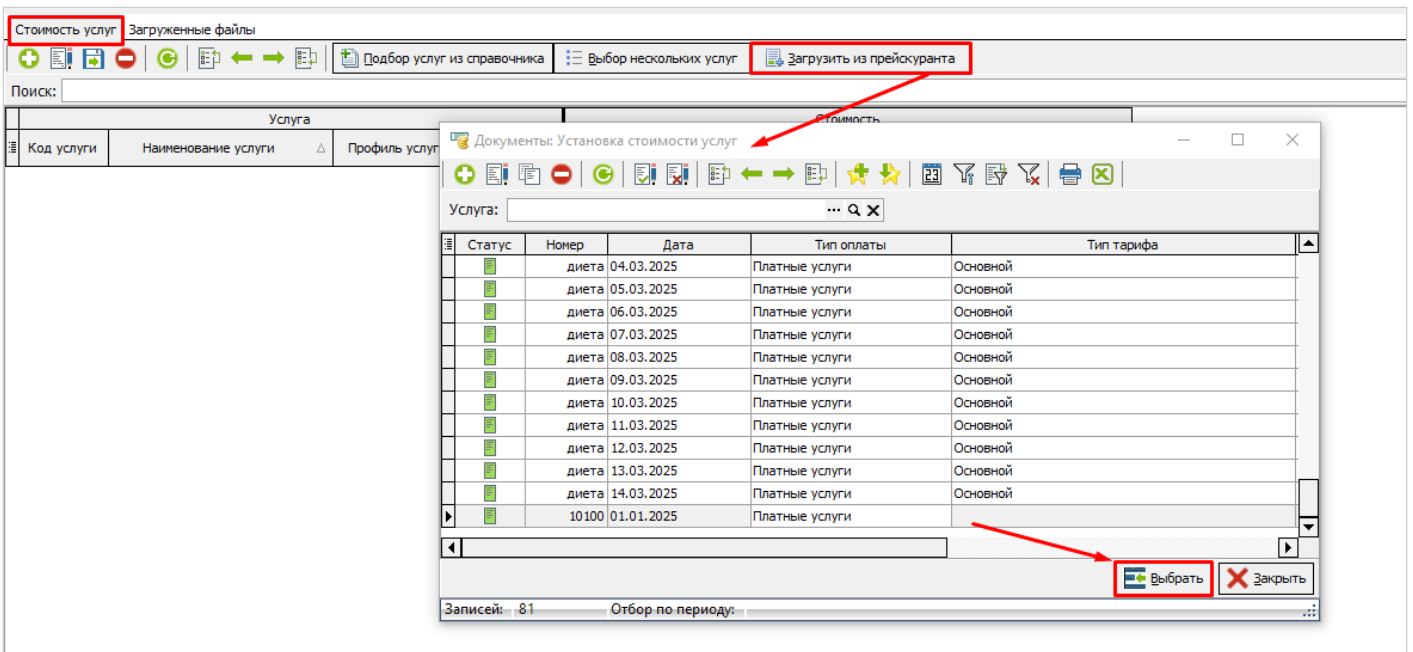 Стоимость услуг Загруженные файлы
Подбор услуг из справочника Выбор нескольких услуг Загрузить из прейскуранта
Поиск:
Услуга Стоимость
Код услуги Наименование услуги Профиль услуг
Документы: Установка стоимости услуг
23
Услуга:
Статус Номер Дата Тип оплаты Тип тарифа
диета 04.03.2025 Платные услуги Основной
диета 05.03.2025 Платные услуги Основной
диета 06.03.2025 Платные услуги Основной
диета 07.03.2025 Платные услуги Основной
диета 08.03.2025 Платные услуги Основной
диета 09.03.2025 Платные услуги Основной
диета 10.03.2025 Платные услуги Основной
диета 11.03.2025 Платные услуги Основной
диета 12.03.2025 Платные услуги Основной
диета 13.03.2025 Платные услуги Основной
диета 14.03.2025 Платные услуги Основной
10100 01.01.2025 Платные услуги
Выбрать Закрыть
Записей: 81 Отбор по периоду: